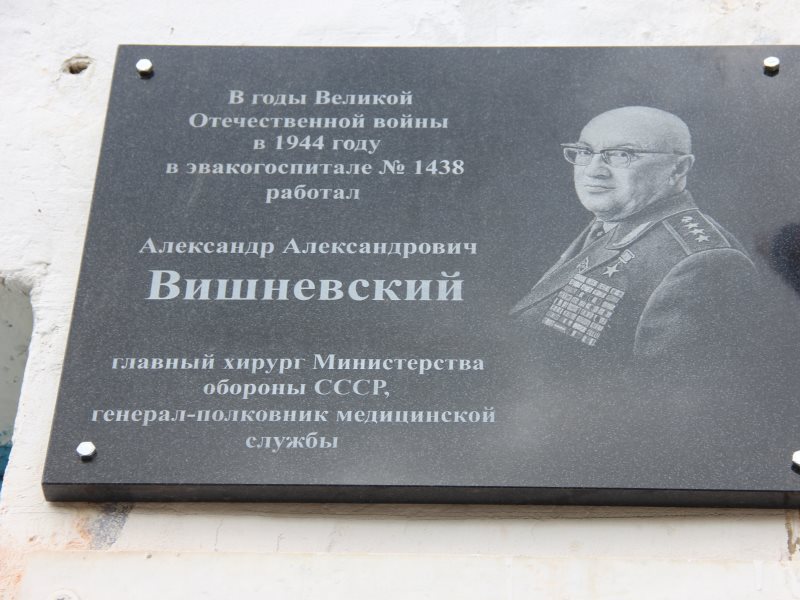 В годы Великой
Отечественной войны
в 1944 году
в эвакогоспитале № 1438
работал
Александр Александрович
Вишневский
главный хирург Министерства
обороны СССР,
генерал-полковник медицинской
службы